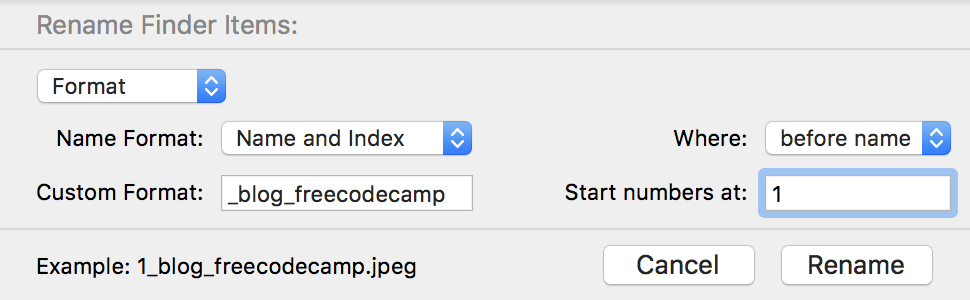 Rename Finder Items:
Format
Name Format: Name and Index Where: before name
Custom Format: _blog_freecodecamp Start numbers at: 1
Example: 1_blog_freecodecamp.jpeg Cancel Rename